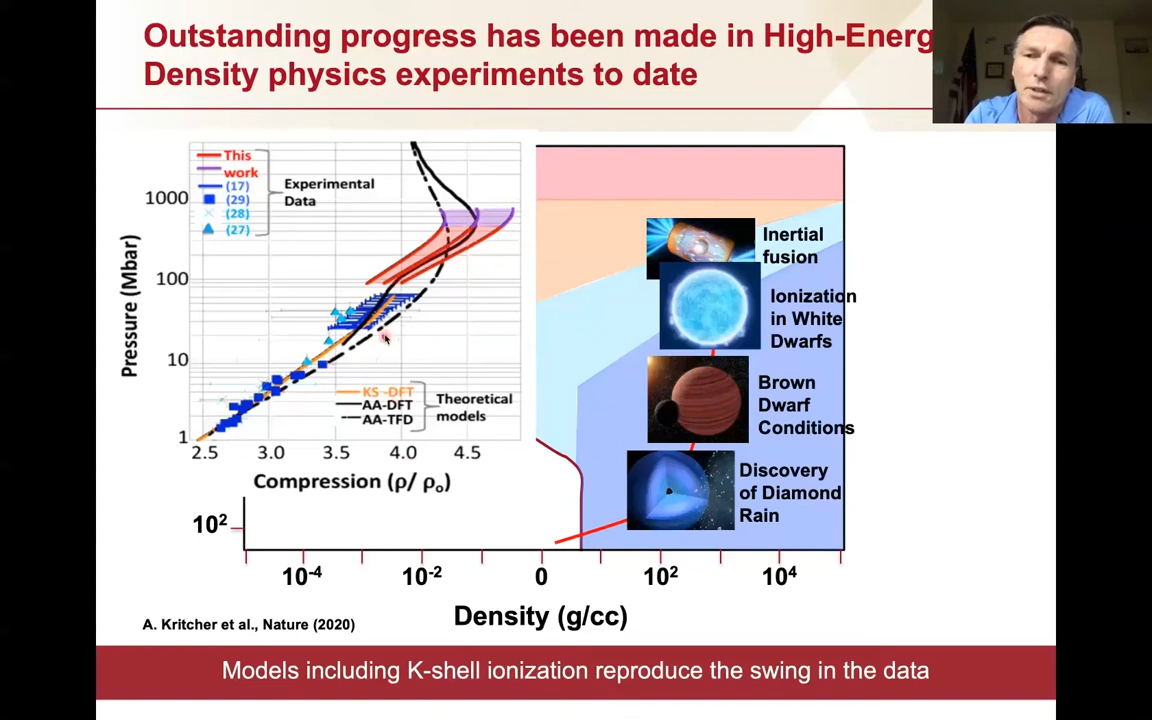 Outstanding progress has been made in High-Energ
Density physics experiments to date
This
work
(17)
(29)
(28)
(27)
Experimental
Data
1000
100
10
1
Pressure (Mbar)
KS -DFT
AA-DFT
AA-TFD
Theoretical
models
2.5 3.0 3.5 4.0 4.5
Compression (ρ/ ρo)
Inertial
fusion
Ionization
in White
Dwarfs
Brown
Dwarf
Conditions
Discovery
of Diamond
Rain
10²
10⁻⁴ 10⁻² 0 10² 10⁴
Density (g/cc)
A. Kritcher et al., Nature (2020)
Models including K-shell ionization reproduce the swing in the data